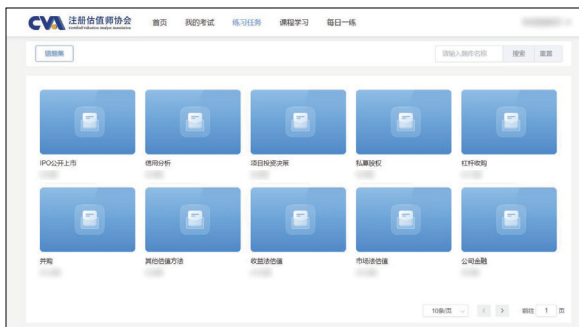 CVA 注册估值师协会 首页 我的考试 练习任务 课程学习 每日一练
Certified Valuation Analyst Association
错题集 请输入题库名称 搜索 重置
IPO公开上市 信用分析 项目投资决策 私募股权 杠杆收购
并购 其他估值方法 收益法估值 市场法估值 公司金融
10条/页 < > 前往 1 页